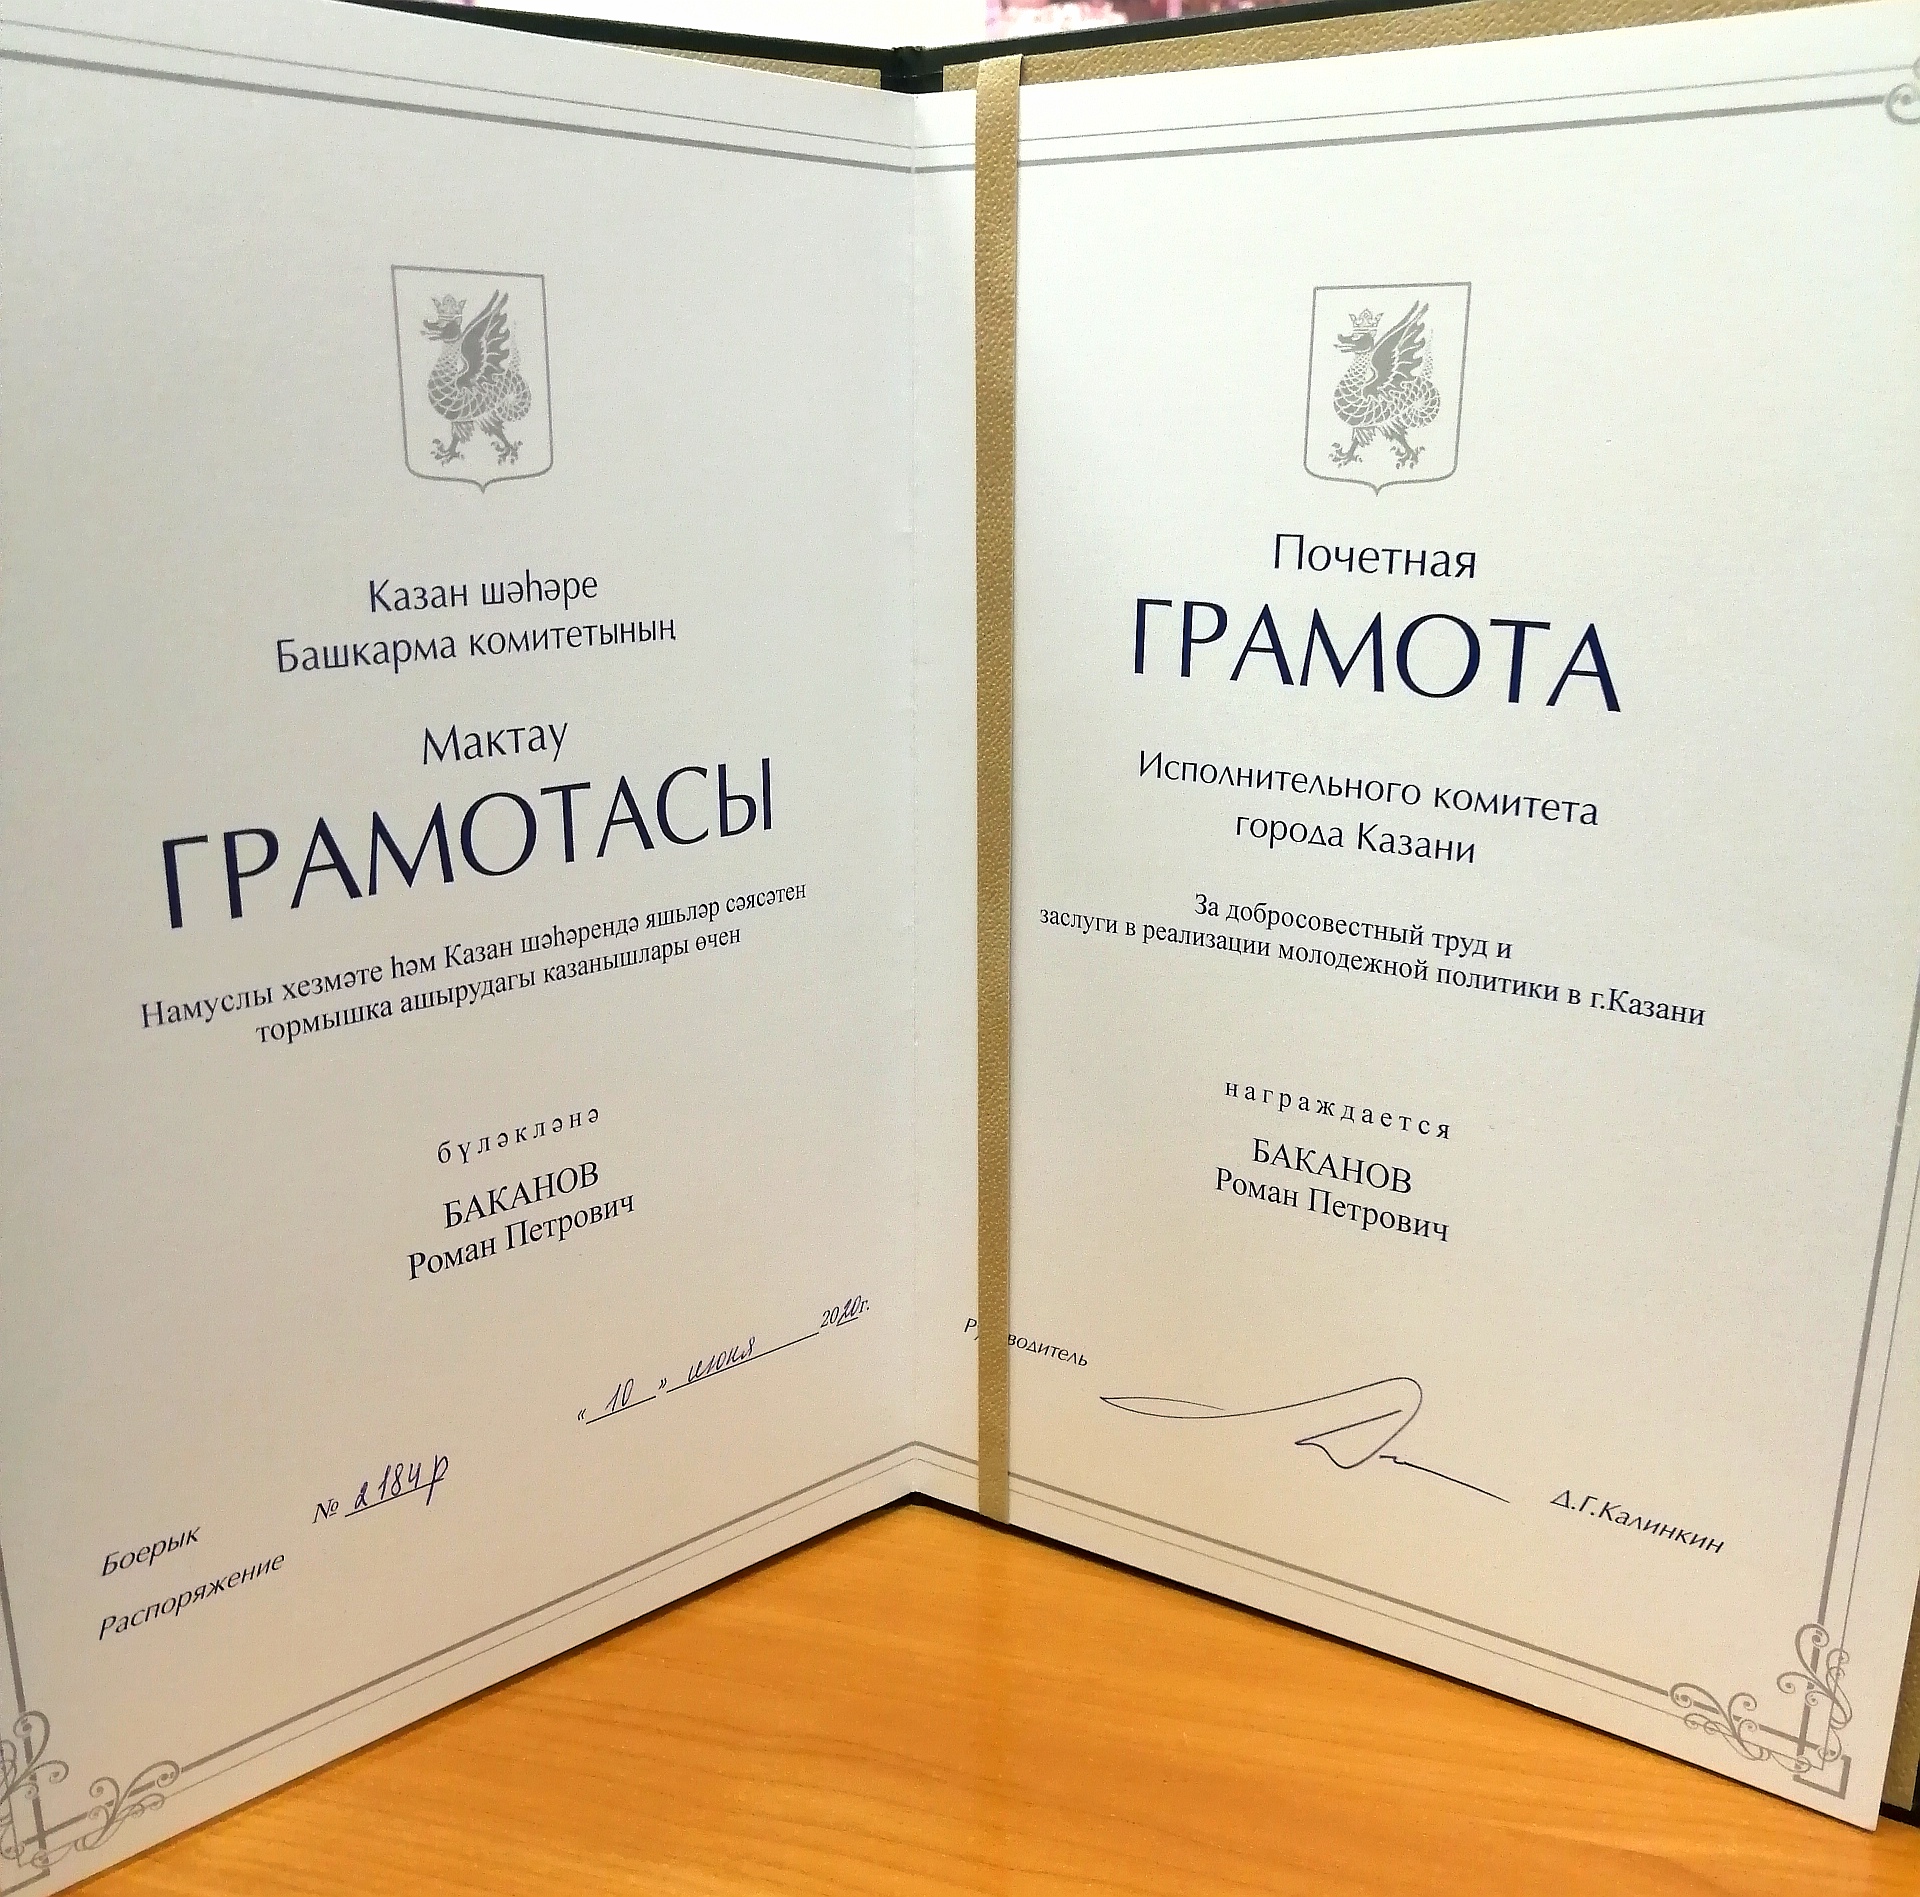 Казан шәһәре
Башкарма комитетының
Мактау
ГРАМОТАСЫ
Намуслы хезмәте һәм Казан шәһәрендә яшьләр сәясәтен
тормышка ашырудагы казанышлары өчен
бүләкләнә
БАКАНОВ
Роман Петрович
« 10 » июня 2020г.
Боерык
Распоряжение
№ 2184р
Почетная
ГРАМОТА
Исполнительного комитета
города Казани
За добросовестный труд и
заслуги в реализации молодежной политики в г.Казани
награждается
БАКАНОВ
Роман Петрович
Руководитель
Д.Г.Калинкин